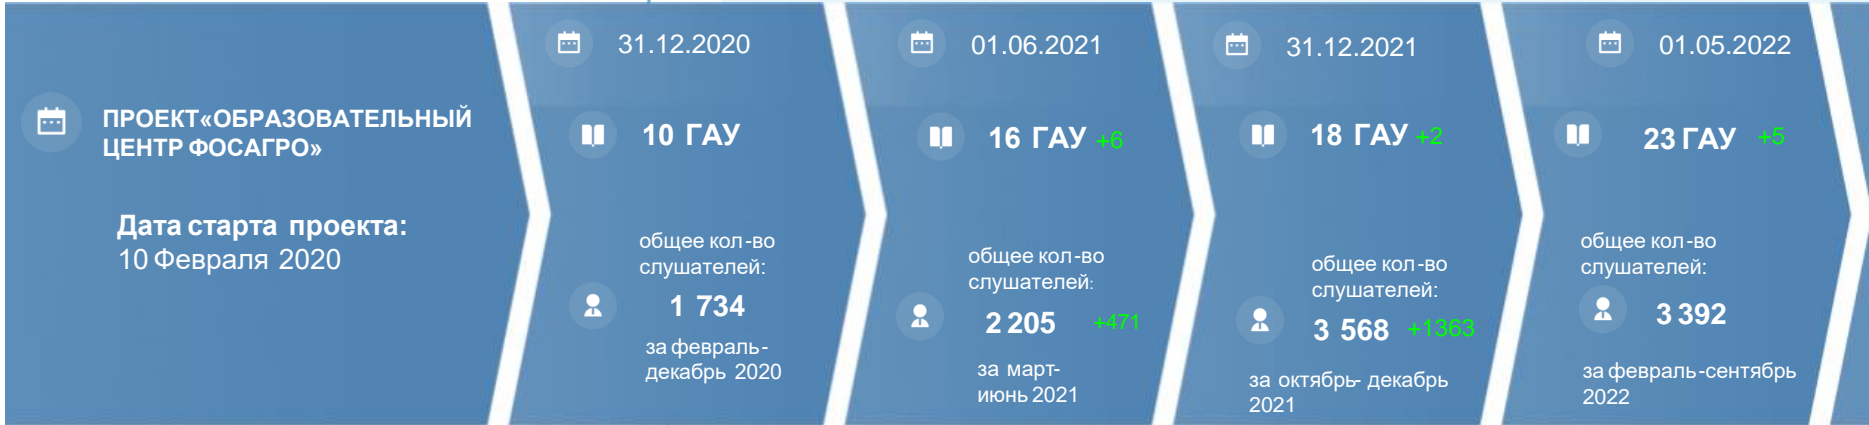 ПРОЕКТ«ОБРАЗОВАТЕЛЬНЫЙ
ЦЕНТР ФОСАГРО»
Дата старта проекта:
10 Февраля 2020
31.12.2020
10 ГАУ
общее кол-во
слушателей:
1 734
за февраль-
декабрь 2020
01.06.2021
16 ГАУ +6
общее кол-во
слушателей:
2 205 +471
за март-
июнь 2021
31.12.2021
18 ГАУ +2
общее кол-во
слушателей:
3 568 +1363
за октябрь- декабрь
2021
01.05.2022
23 ГАУ +5
общее кол-во
слушателей:
3 392
за февраль-сентябрь
2022